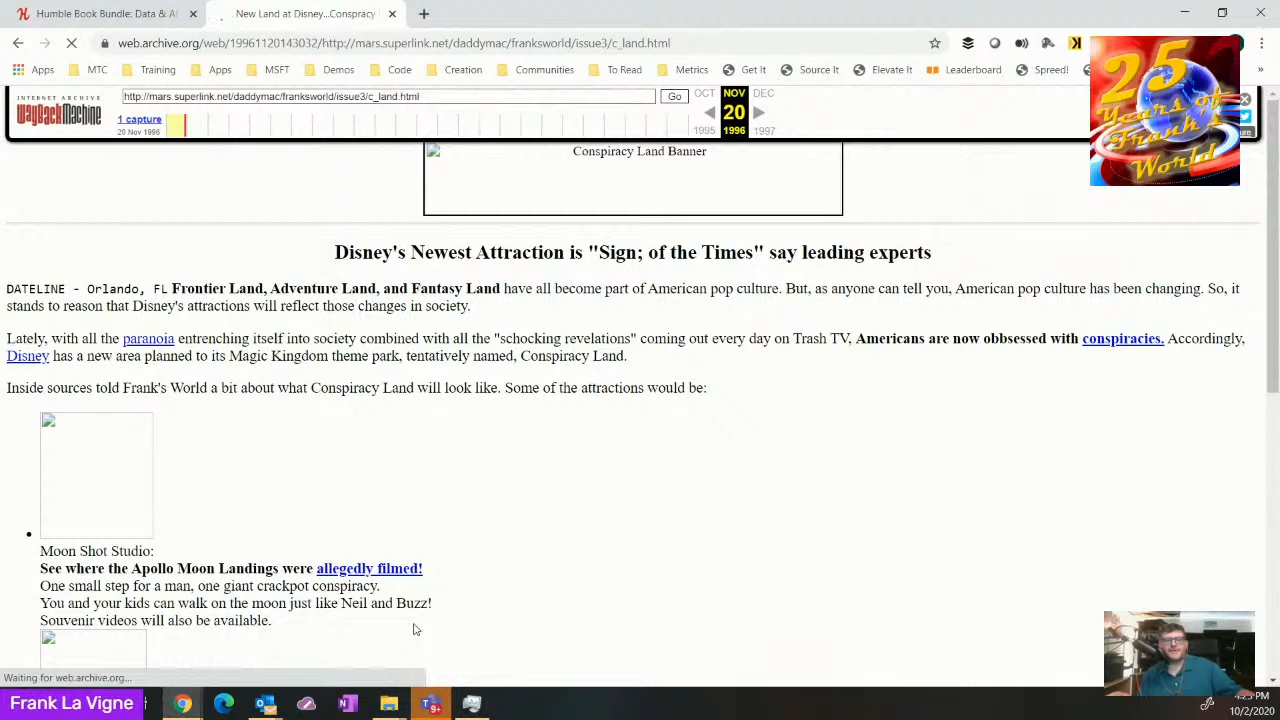 Humble Book Bundle: Data & AI
New Land in Disney...Conspiracy
web.archive.org/web/19961120143032/http://mars.superlink.net/daddymac/franksworld/issue3/c_land.html
Apps MTC Training Apps MSFT Demos Code Creation Communities To Read Metrics Get It Source It Elevate It Leaderboard Spread!
25 Years of Frank's World
INTERNET ARCHIVE
WayBackMachine
http://mars.superlink.net/daddymac/franksworld/issue3/c_land.html Go
OCT NOV DEC
1 capture
20 Nov 1996
20
1995 1996 1997
Conspiracy Land Banner
Disney's Newest Attraction is "Sign; of the Times" say leading experts
DATELINE - Orlando, FL Frontier Land, Adventure Land, and Fantasy Land have all become part of American pop culture. But, as anyone can tell you, American pop culture has been changing. So, it
stands to reason that Disney's attractions will reflect those changes in society.
Lately, with all the paranoia entrenching itself into society combined with all the "schocking revelations" coming out every day on Trash TV, Americans are now obbsessed with conspiracies. Accordingly,
Disney has a new area planned to its Magic Kingdom theme park, tentatively named, Conspiracy Land.
Inside sources told Frank's World a bit about what Conspiracy Land will look like. Some of the attractions would be:
Moon Shot Studio:
See where the Apollo Moon Landings were allegedly filmed!
One small step for a man, one giant crackpot conspiracy.
You and your kids can walk on the moon just like Neil and Buzz!
Souvenir videos will also be available.
Waiting for web.archive.org...
Frank La Vigne
9+
PM
10/2/2020